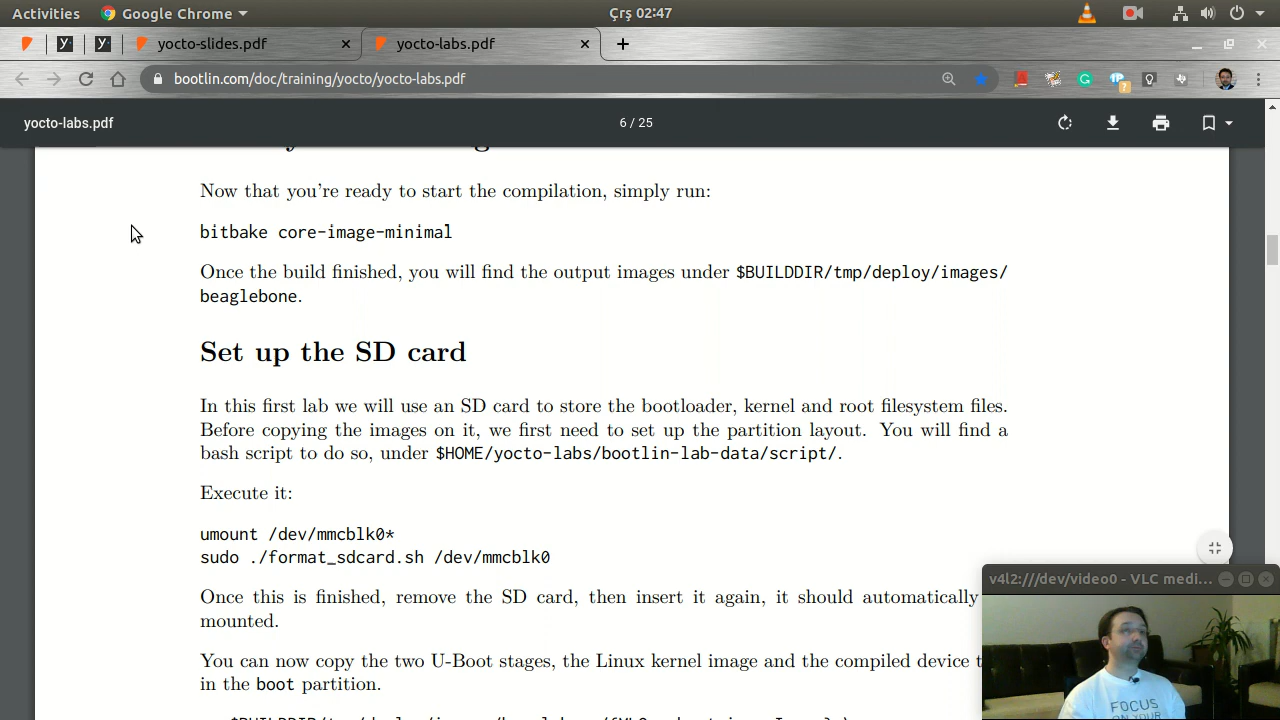 Activities Google Chrome Çrş 02:47
yocto-slides.pdf yocto-labs.pdf
bootlin.com/doc/training/yocto/yocto-labs.pdf
yocto-labs.pdf 6 / 25
Now that you're ready to start the compilation, simply run:
bitbake core-image-minimal
Once the build finished, you will find the output images under $BUILDDIR/tmp/deploy/images/
beaglebone.
Set up the SD card
In this first lab we will use an SD card to store the bootloader, kernel and root filesystem files.
Before copying the images on it, we first need to set up the partition layout. You will find a
bash script to do so, under $HOME/yocto-labs/bootlin-lab-data/script/.
Execute it:
umount /dev/mmcblk0*
sudo ./format_sdcard.sh /dev/mmcblk0
Once this is finished, remove the SD card, then insert it again, it should automatically
mounted.
You can now copy the two U-Boot stages, the Linux kernel image and the compiled device t
in the boot partition.
v4l2:///dev/video0 - VLC medi...
FOCUS
ON YOUR